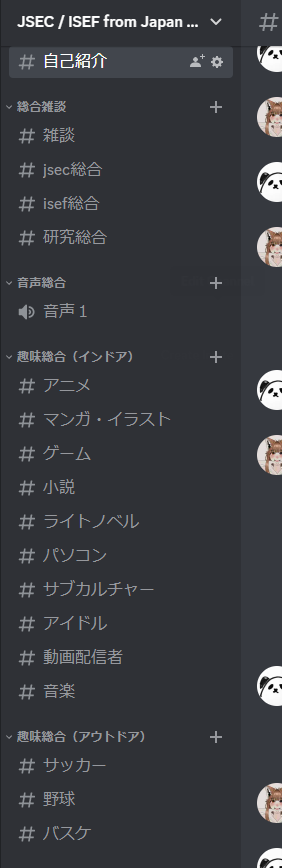 JSEC / ISEF from Japan ...
自己紹介
総合雑談
雑談
jsec総合
isef総合
研究総合
音声総合
音声１
趣味総合（インドア）
アニメ
マンガ・イラスト
ゲーム
小説
ライトノベル
パソコン
サブカルチャー
アイドル
動画配信者
音楽
趣味総合（アウトドア）
サッカー
野球
バスケ